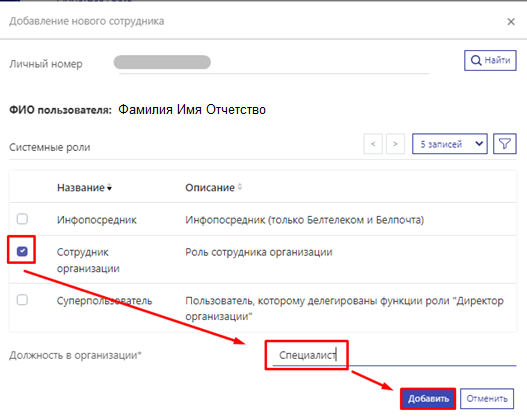 Добавление нового сотрудника
Личный номер
Найти
ФИО пользователя: Фамилия Имя Отчетство
Системные роли
< > 5 записей
Название Описание
Инфопосредник Инфопосредник (только Белтелеком и Белпочта)
Сотрудник Роль сотрудника организации
организации
Суперпользователь Пользователь, которому делегированы функции роли "Директор
организации"
Должность в организации* Специалист
Добавить Отменить